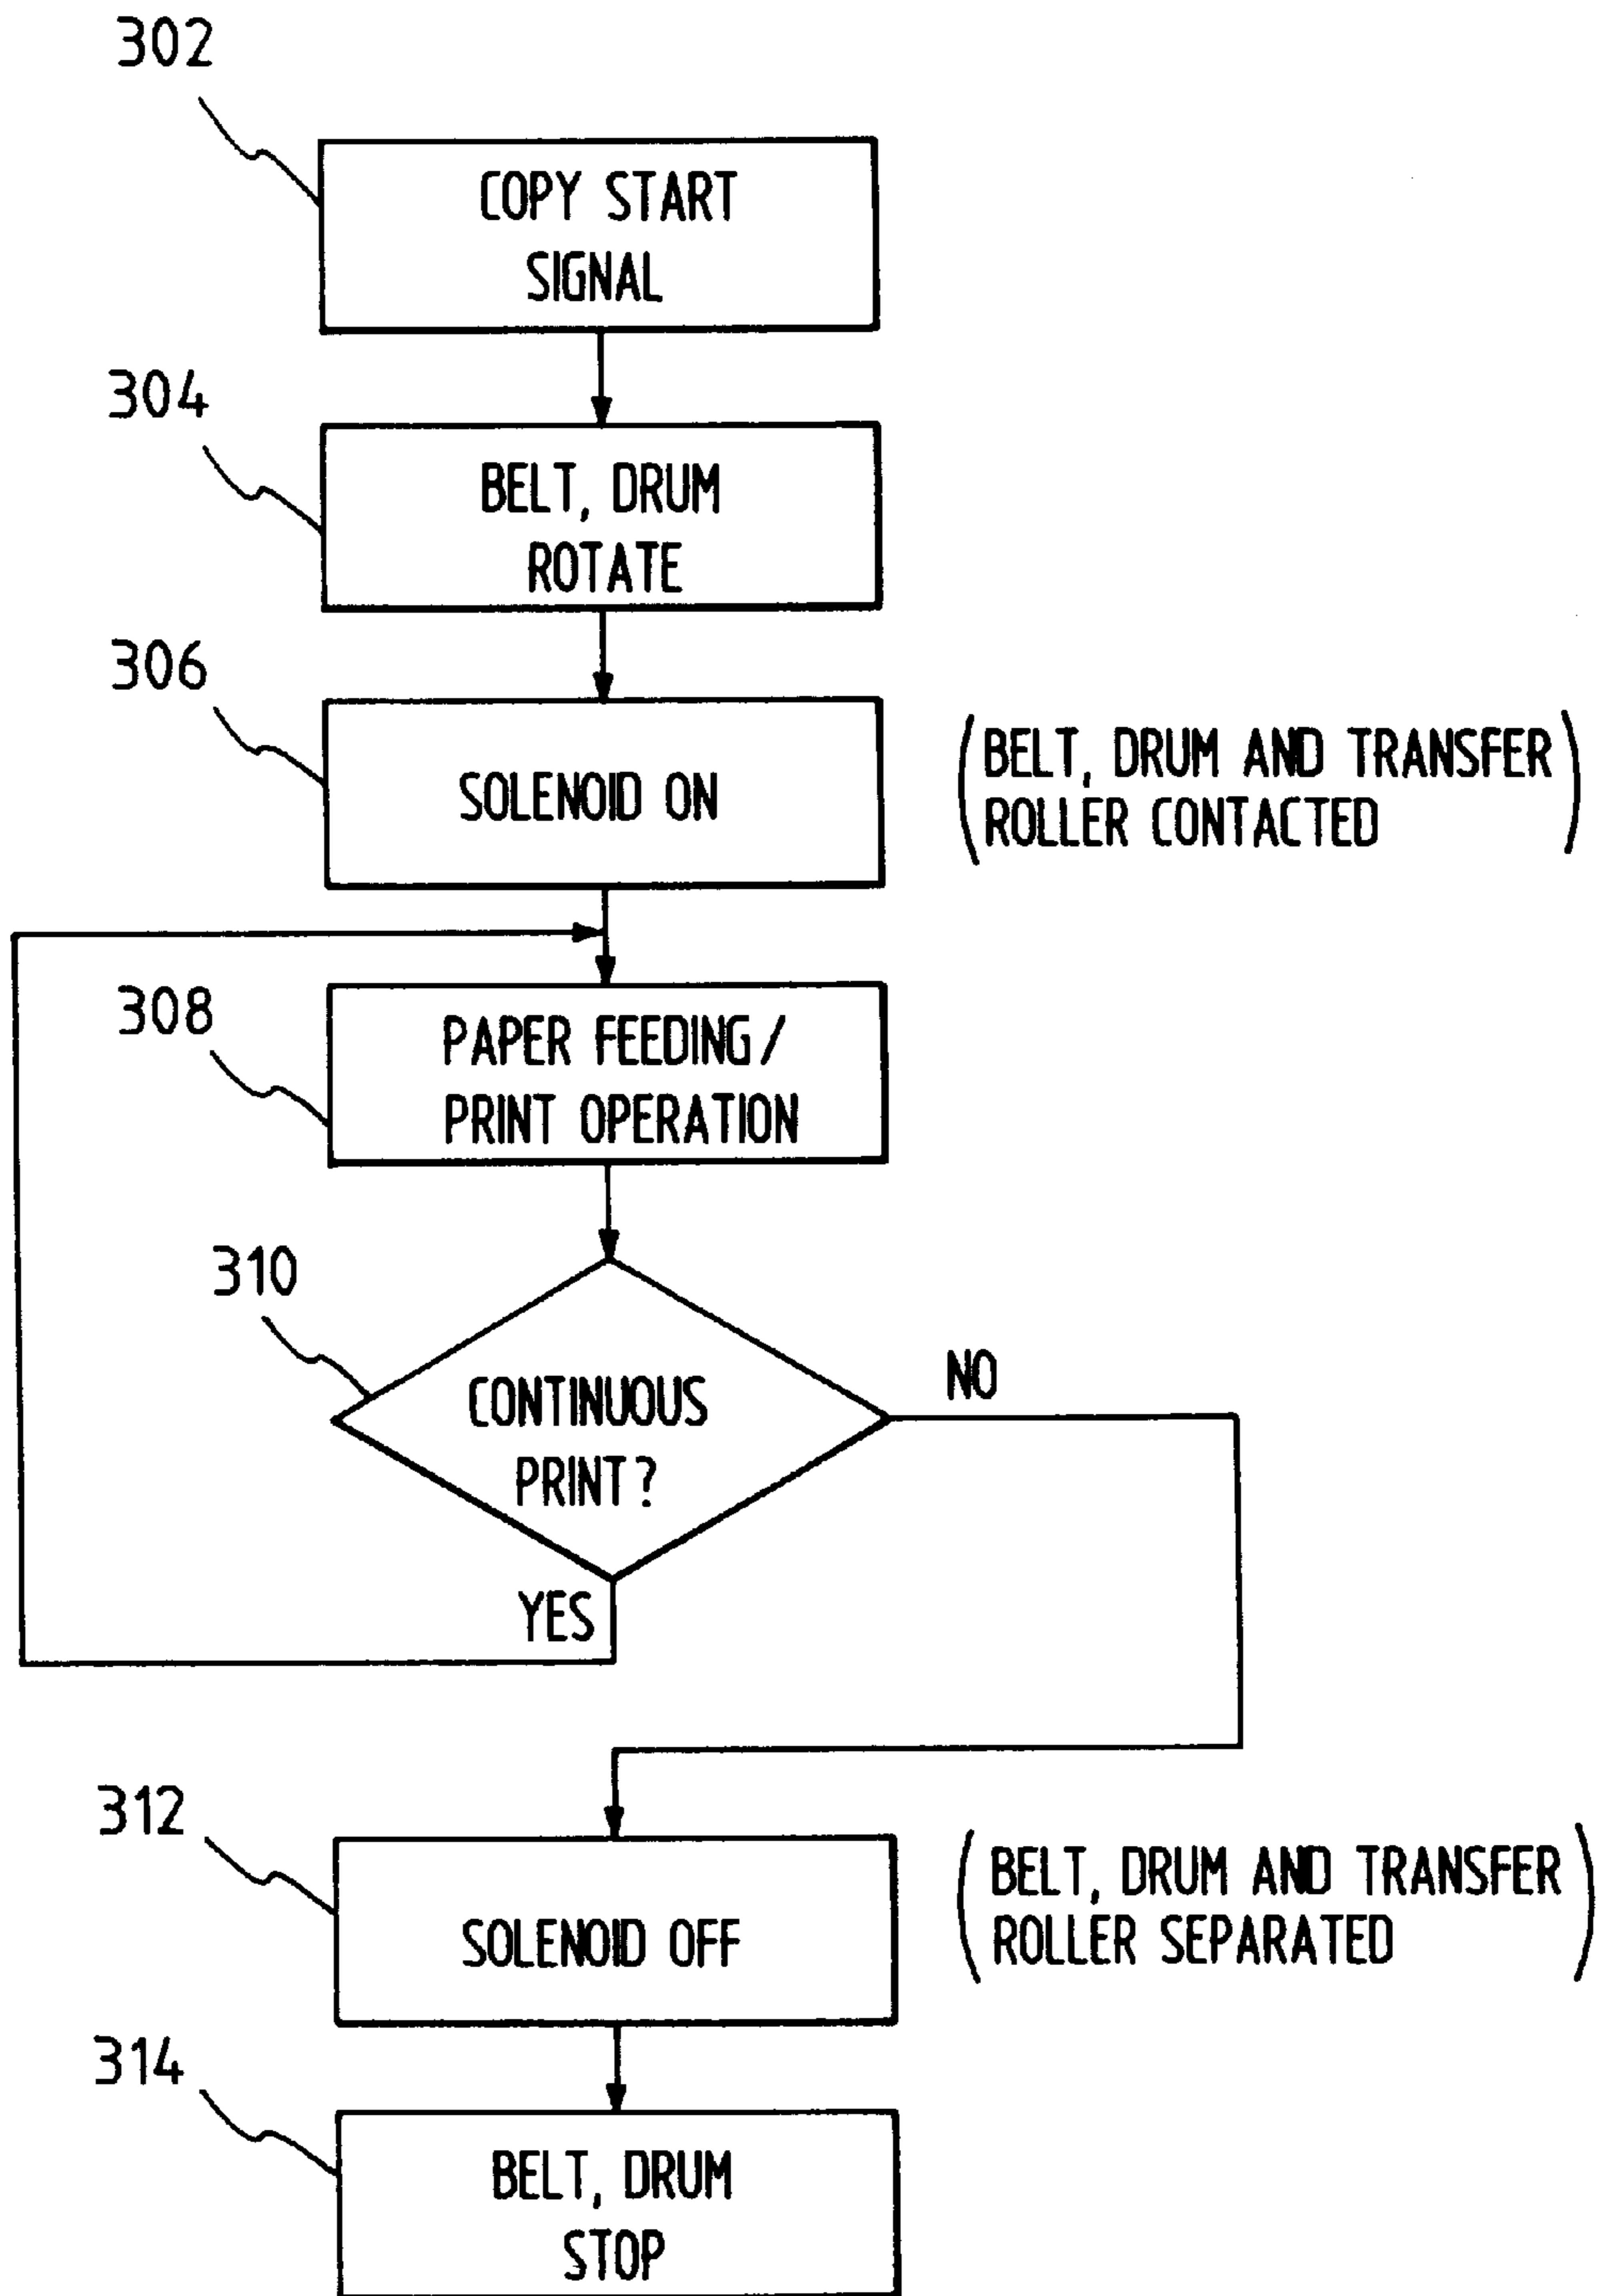 302
COPY START
SIGNAL
304
BELT, DRUM
ROTATE
306
SOLENOID ON
(BELT, DRUM AND TRANSFER
ROLLER CONTACTED)
308
PAPER FEEDING/
PRINT OPERATION
310
CONTINUOUS
PRINT?
NO
YES
312
SOLENOID OFF
(BELT, DRUM AND TRANSFER
ROLLER SEPARATED)
314
BELT, DRUM
STOP